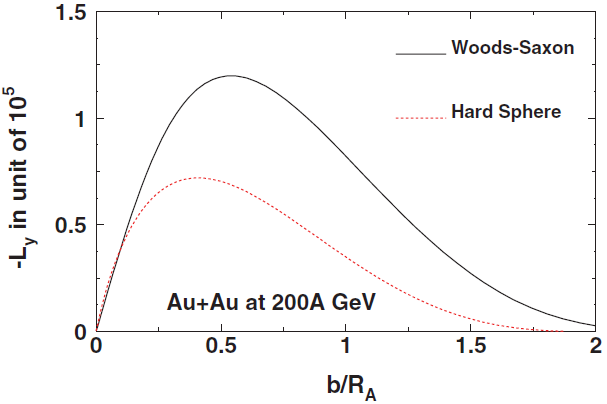 1.5
Woods-Saxon
Hard Sphere
1
0.5
0
-L_y in unit of 10^5
Au+Au at 200A GeV
0 0.5 1 1.5 2
b/R_A